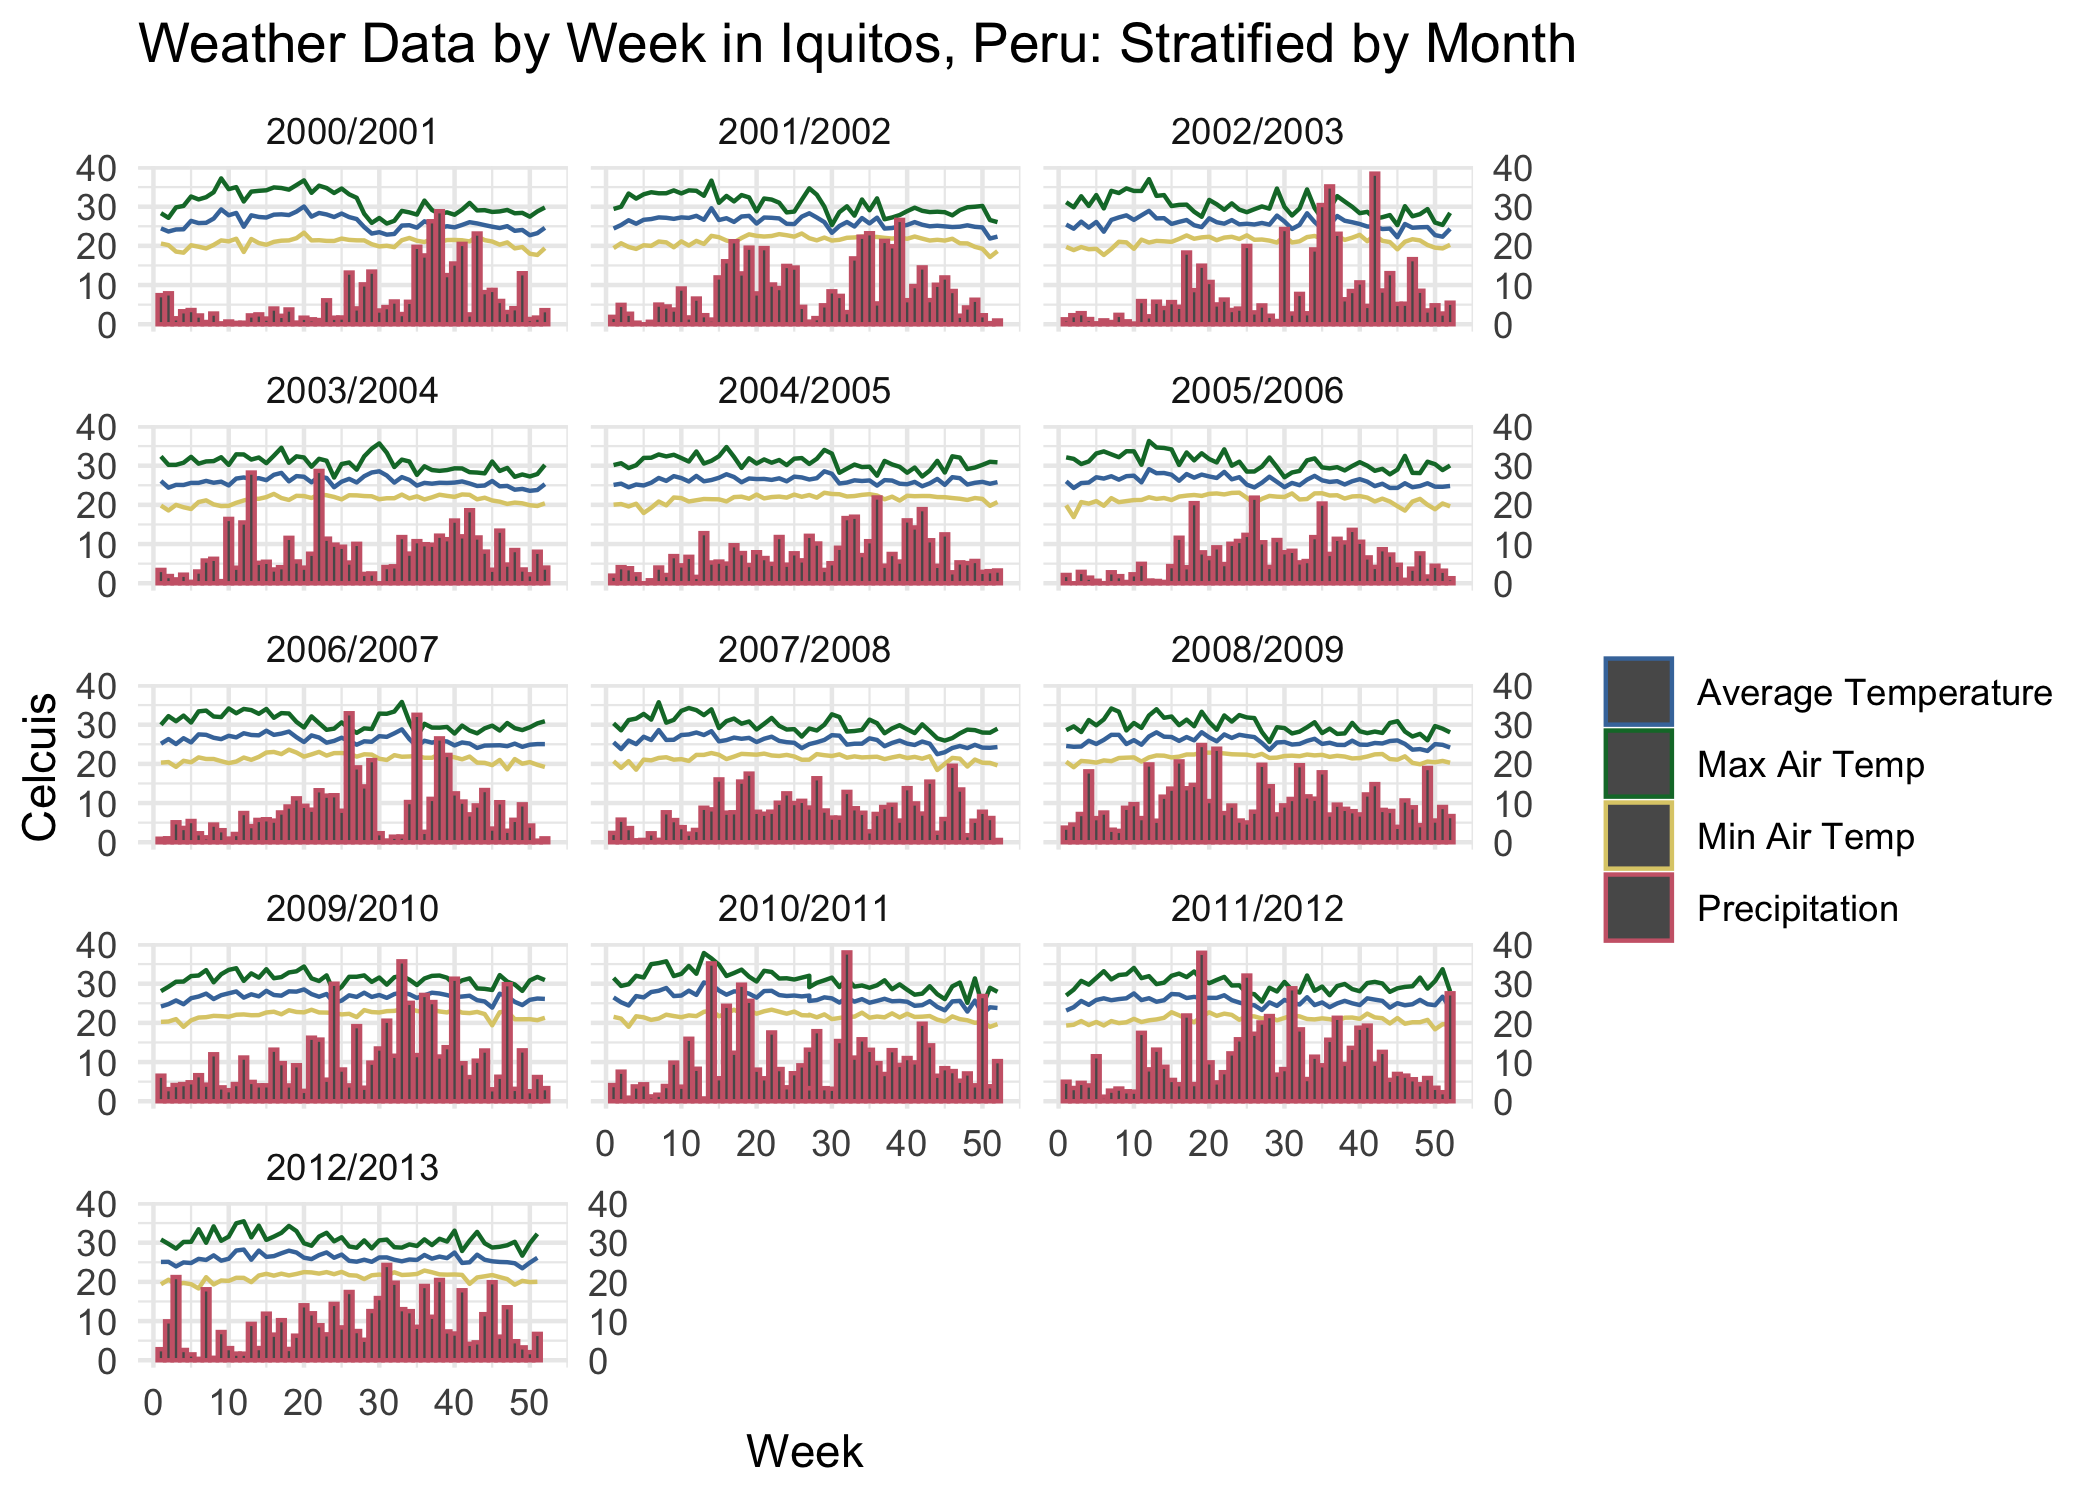 Weather Data by Week in Iquitos, Peru: Stratified by Month
2000/2001 2001/2002 2002/2003
40 40
30 30
20 20
10 10
0 0
2003/2004 2004/2005 2005/2006
40 40
30 30
20 20
10 10
0 0
2006/2007 2007/2008 2008/2009
40 40
30 30
20 20
10 10
0 0
Celcuis
Average Temperature
Max Air Temp
Min Air Temp
Precipitation
2009/2010 2010/2011 2011/2012
40 40
30 30
20 20
10 10
0 0
0 10 20 30 40 50 0 10 20 30 40 50
2012/2013
40 40
30 30
20 20
10 10
0 0
0 10 20 30 40 50
Week